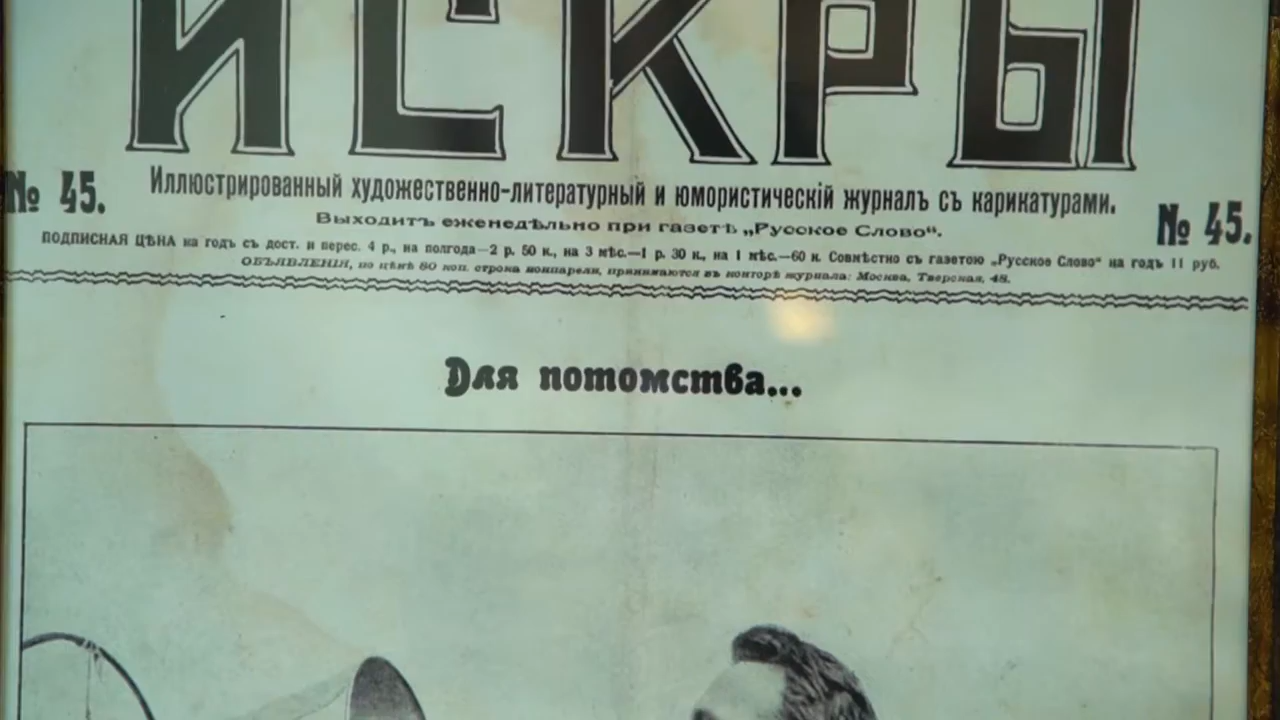 ИСКРЫ
№ 45.
Иллюстрированный художественно-литературный и юмористическій журналъ съ карикатурами.
№ 45.
Выходитъ еженедѣльно при газетѣ „Русское Слово“.
ПОДПИСНАЯ ЦѢНА на годъ съ дост. и перес. 4 р., на полгода—2 р. 50 к., на 3 мѣс.—1 р. 30 к., на 1 мѣс.—60 к. Совмѣстно съ газетою „Русское Слово“ на годъ 11 руб.
ОБЪЯВЛЕНІЯ, по цѣнѣ 80 коп. строка нонпарели, принимаются въ конторѣ журнала: Москва, Тверская, 48.
Для потомства...